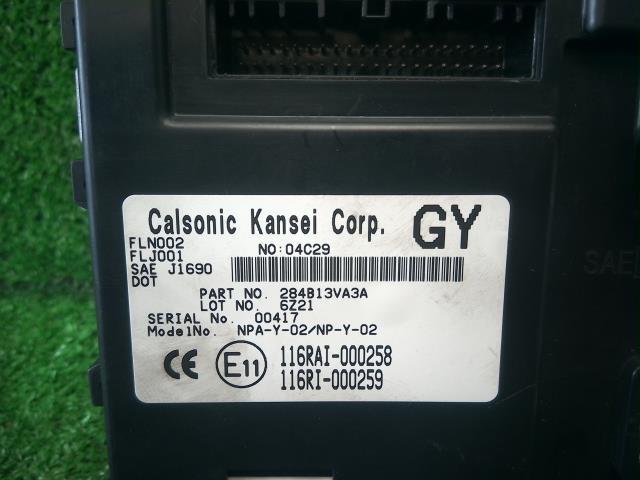 Calsonic Kansei Corp. GY
FLN002
FLJ001 NO:04C29
SAE J1690
DOT
PART NO. 284B13VA3A
LOT NO. 6Z21
SERIAL No. 00417
ModelNo. NPA-Y-02/NP-Y-02
CE E11 116RAI-000258
116RI-000259
SAE